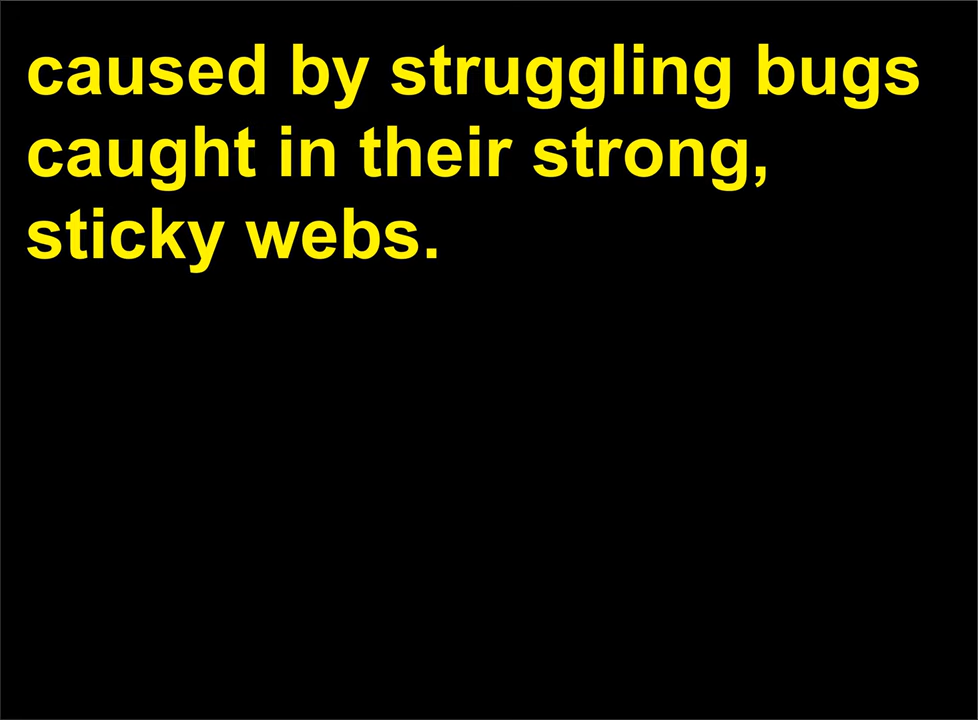 caused by struggling bugs
caught in their strong,
sticky webs.